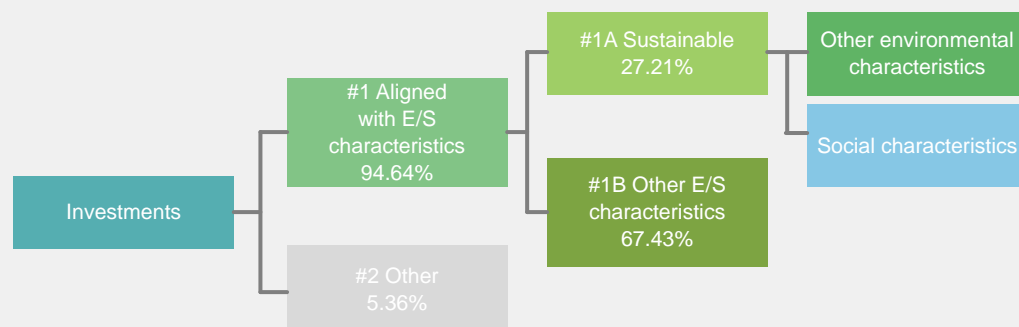 Investments
#1 Aligned
with E/S
characteristics
94.64%
#2 Other
5.36%
#1A Sustainable
27.21%
#1B Other E/S
characteristics
67.43%
Other environmental
characteristics
Social characteristics